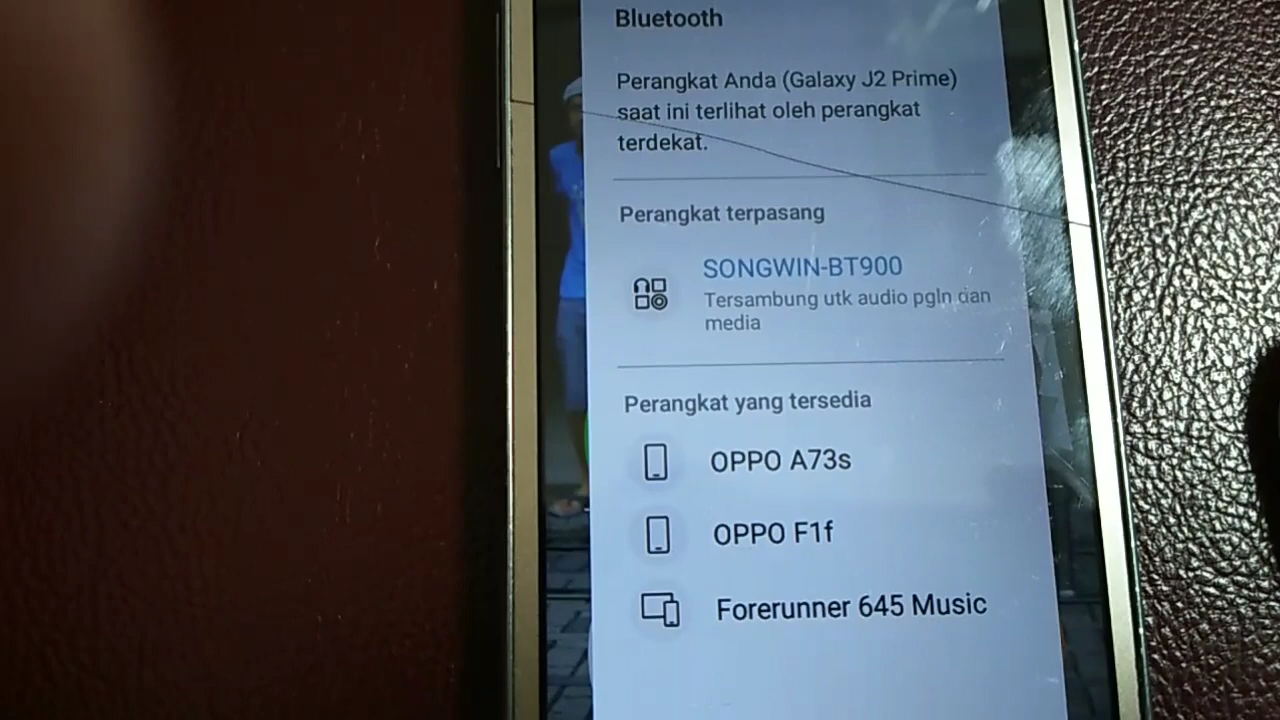 Bluetooth
Perangkat Anda (Galaxy J2 Prime)
saat ini terlihat oleh perangkat
terdekat.
Perangkat terpasang
SONGWIN-BT900
Tersambung utk audio pgln dan
media
Perangkat yang tersedia
OPPO A73s
OPPO F1f
Forerunner 645 Music